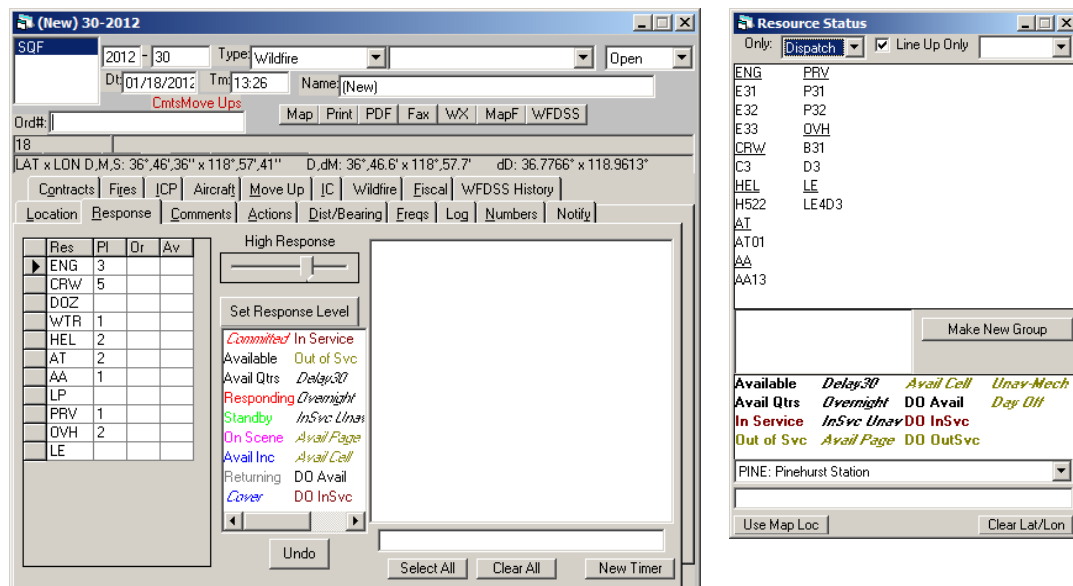 (New) 30-2012
SQF
2012 - 30 Type: Wildfire Open
Dt: 01/18/2012 Tm: 13:26 Name: (New)
CmtsMove Ups
Map Print PDF Fax WX MapF WFDSS
Ord#:
18
LAT x LON D,M,S: 36°,46',36'' x 118°,57',41'' D,dM: 36°,46.6' x 118°,57.7' dD: 36.7766° x 118.9613°
Contracts Fires ICP Aircraft Move Up IC Wildfire Fiscal WFDSS History
Location Response Comments Actions Dist/Bearing Freqs Log Numbers Notify
Res Pl Or Av
ENG 3
CRW 5
DOZ
WTR 1
HEL 2
AT 2
AA 1
LP
PRV 1
OVH 2
LE
High Response
Set Response Level
Committed In Service
Available Out of Svc
Avail Qtrs Delay30
Responding Overnight
Standby InSvc Unav
On Scene Avail Page
Avail Inc Avail Cell
Returning DO Avail
Cover DO InSvc
Undo
Select All Clear All New Timer
Resource Status
Only: Dispatch Line Up Only
ENG PRV
E31 P31
E32 P32
E33 OVH
CRW B31
C3 D3
HEL LE
H522 LE4D3
AT
AT01
AA
AA13
Make New Group
Available Delay30 Avail Cell Unav-Mech
Avail Qtrs Overnight DO Avail Day Off
In Service InSvc Unav DO InSvc
Out of Svc Avail Page DO OutSvc
PINE: Pinehurst Station
Use Map Loc Clear Lat/Lon